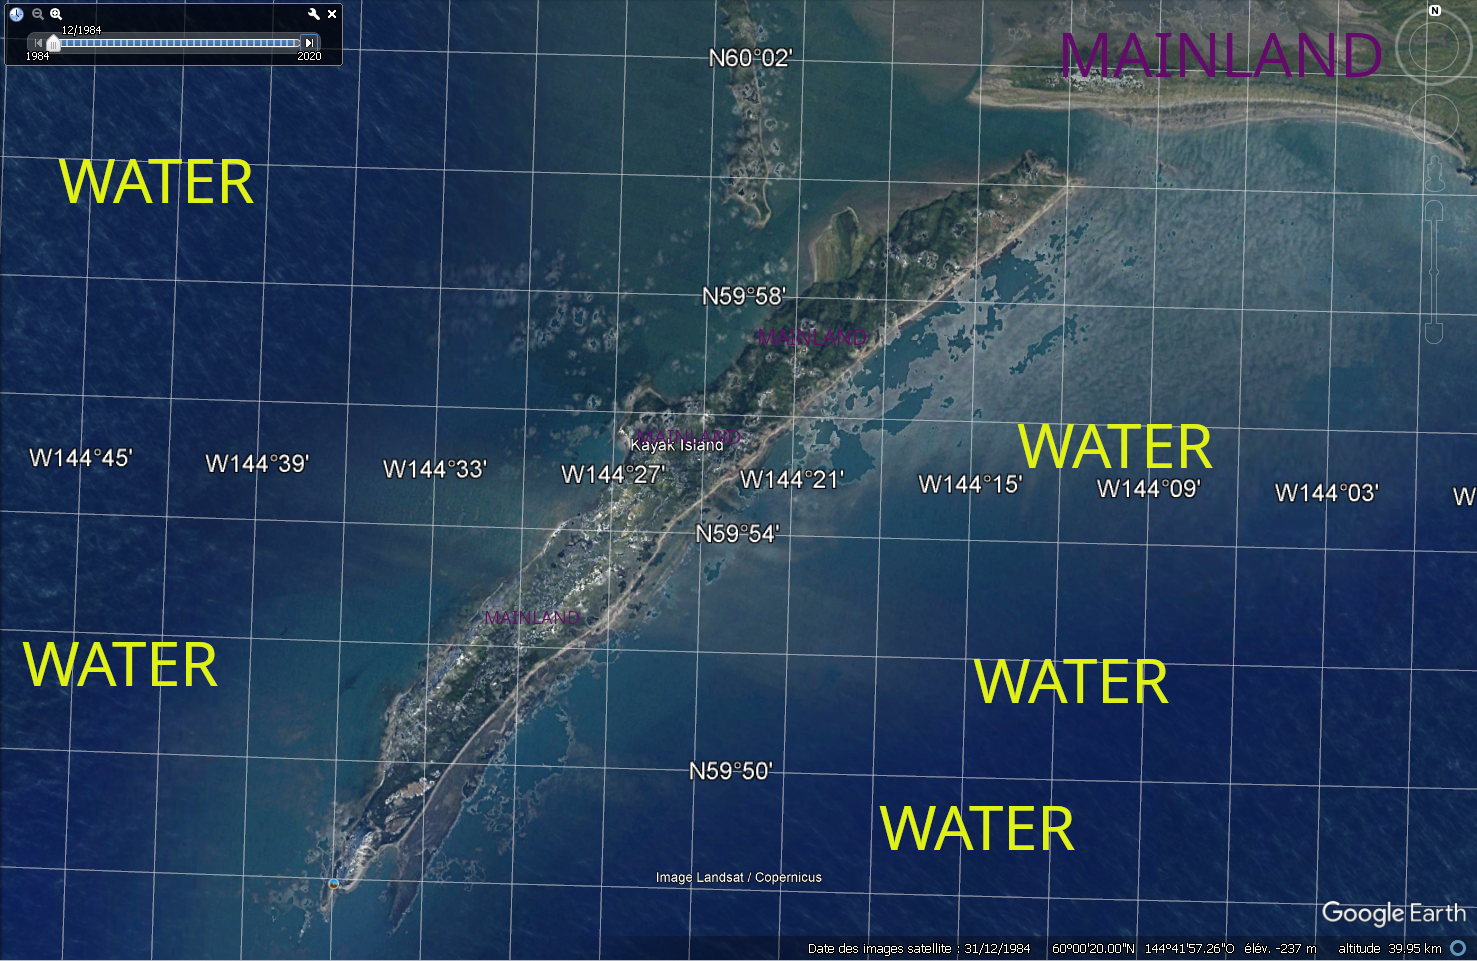 12/1984
1984
2020
N
MAINLAND
N60°02'
WATER
N59°58'
MAINLAND
MAINLAND
Kayak Island
WATER
W144°45'
W144°39'
W144°33'
W144°27'
W144°21'
W144°15'
W144°09'
W144°03'
W
N59°54'
MAINLAND
WATER
WATER
N59°50'
WATER
Image Landsat / Copernicus
Google Earth
Date des images satellite : 31/12/1984 60°00'20.00"N 144°41'57.26"O élév. -237 m altitude 39.95 km